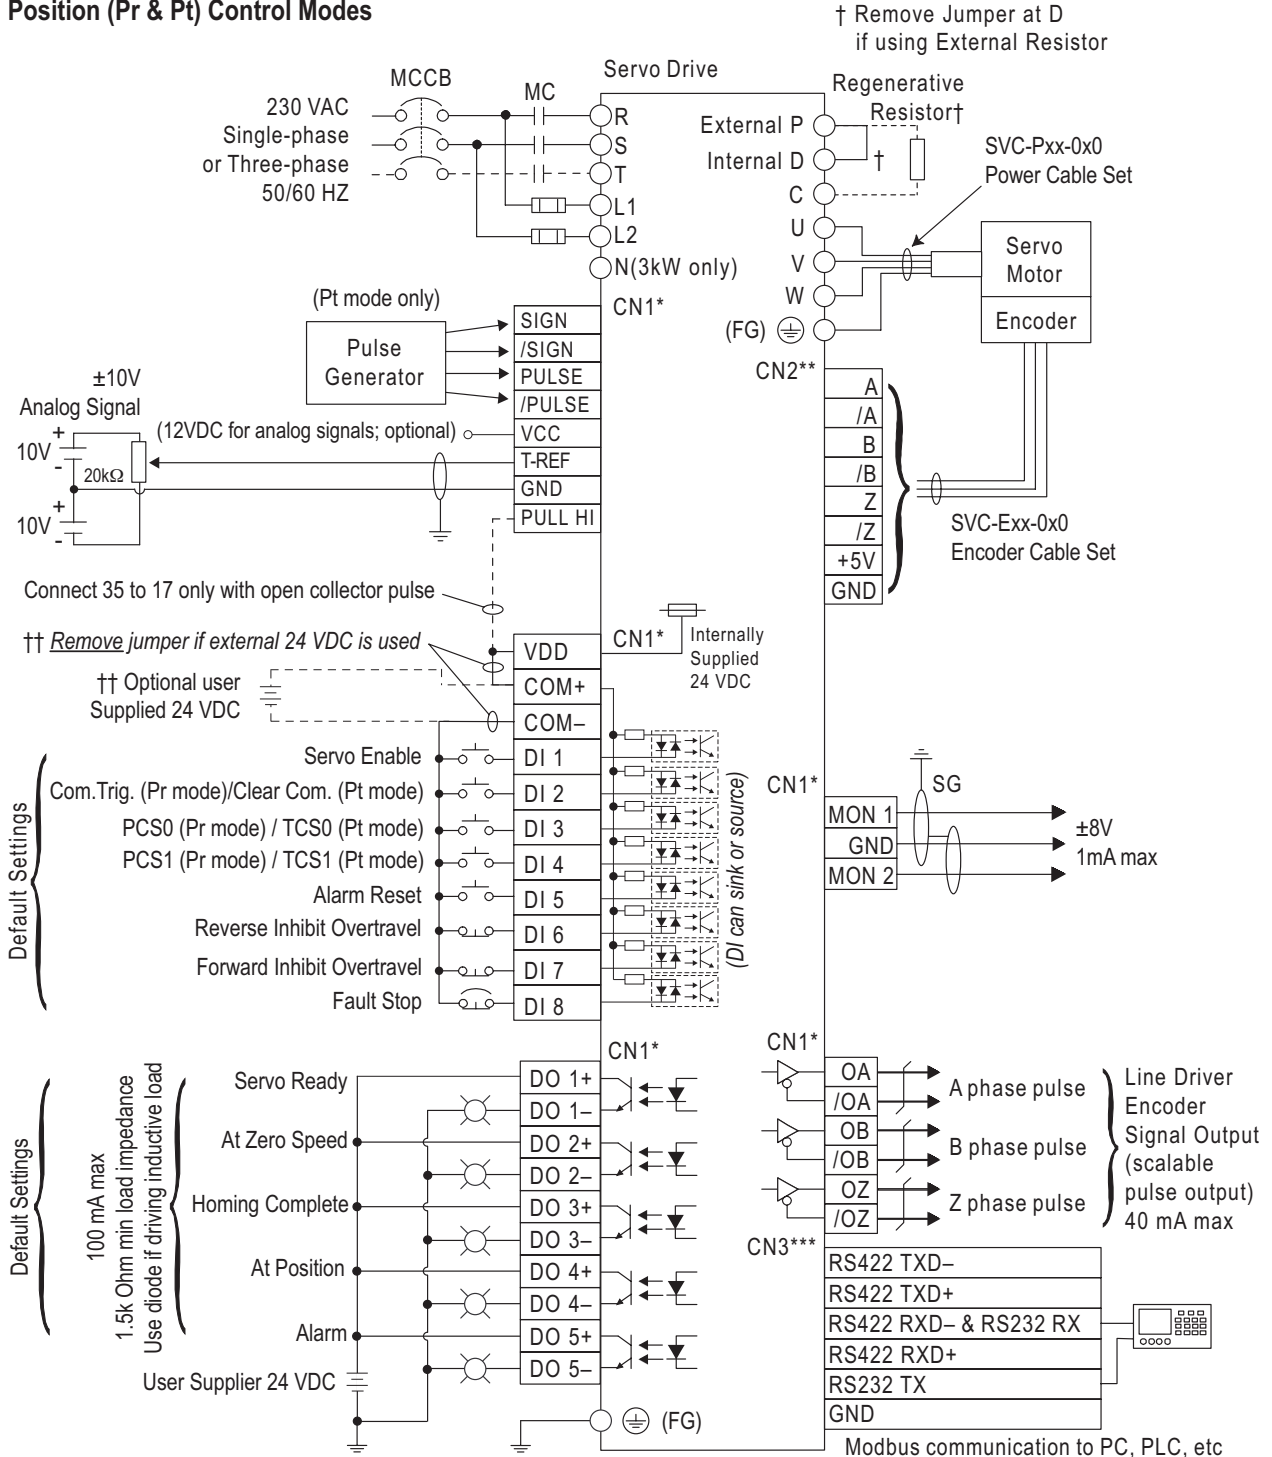 Position (Pr & Pt) Control Modes
† Remove Jumper at D
if using External Resistor
MCCB
MC
Servo Drive
Regenerative
Resistor†
230 VAC
Single-phase
or Three-phase
50/60 HZ
R
S
T
L1
L2
N(3kW only)
External P
Internal D
C
U
V
W
(FG)
†
SVC-Pxx-0x0
Power Cable Set
Servo
Motor
Encoder
(Pt mode only)
Pulse
Generator
CN1*
SIGN
/SIGN
PULSE
/PULSE
VCC
T-REF
GND
PULL HI
±10V
Analog Signal
(12VDC for analog signals; optional)
+
10V
-
20kΩ
+
10V
-
CN2**
A
/A
B
/B
Z
/Z
+5V
GND
SVC-Exx-0x0
Encoder Cable Set
Connect 35 to 17 only with open collector pulse
†† Remove jumper if external 24 VDC is used
†† Optional user
Supplied 24 VDC
CN1*
Internally
Supplied
24 VDC
VDD
COM+
COM–
DI 1
DI 2
DI 3
DI 4
DI 5
DI 6
DI 7
DI 8
Default Settings
Servo Enable
Com.Trig. (Pr mode)/Clear Com. (Pt mode)
PCS0 (Pr mode) / TCS0 (Pt mode)
PCS1 (Pr mode) / TCS1 (Pt mode)
Alarm Reset
Reverse Inhibit Overtravel
Forward Inhibit Overtravel
Fault Stop
(DI can sink or source)
CN1*
SG
MON 1
GND
MON 2
±8V
1mA max
CN1*
DO 1+
DO 1–
DO 2+
DO 2–
DO 3+
DO 3–
DO 4+
DO 4–
DO 5+
DO 5–
Default Settings
100 mA max
1.5k Ohm min load impedance
Use diode if driving inductive load
Servo Ready
At Zero Speed
Homing Complete
At Position
Alarm
User Supplier 24 VDC
(FG)
CN1*
OA
/OA
OB
/OB
OZ
/OZ
A phase pulse
B phase pulse
Z phase pulse
Line Driver
Encoder
Signal Output
(scalable
pulse output)
40 mA max
CN3***
RS422 TXD–
RS422 TXD+
RS422 RXD– & RS232 RX
RS422 RXD+
RS232 TX
GND
Modbus communication to PC, PLC, etc